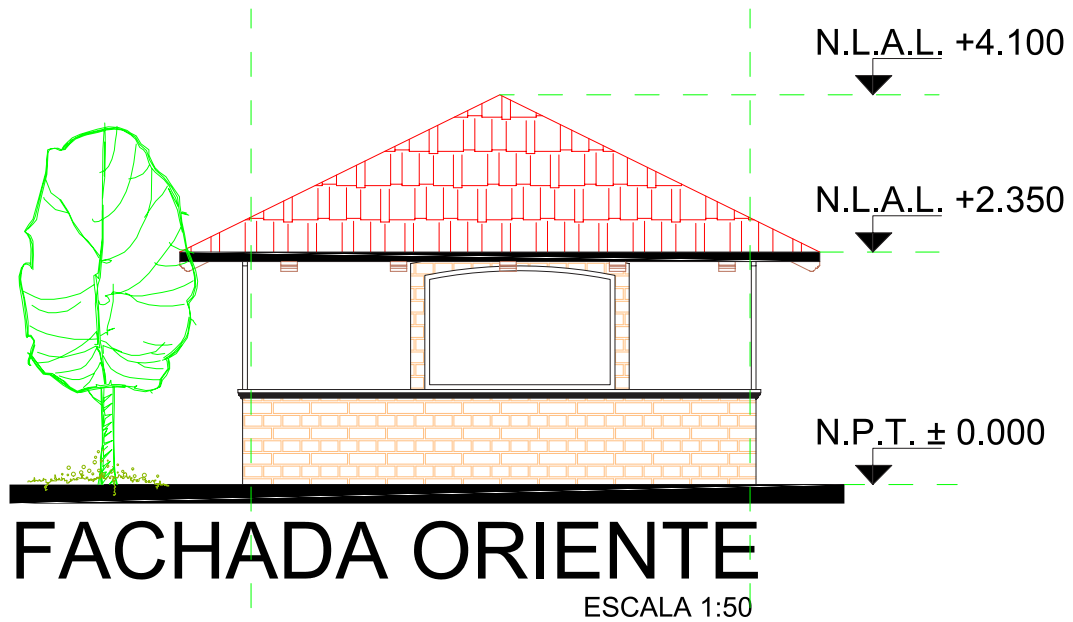 N.L.A.L. +4.100
N.L.A.L. +2.350
N.P.T. ± 0.000
FACHADA ORIENTE
ESCALA 1:50